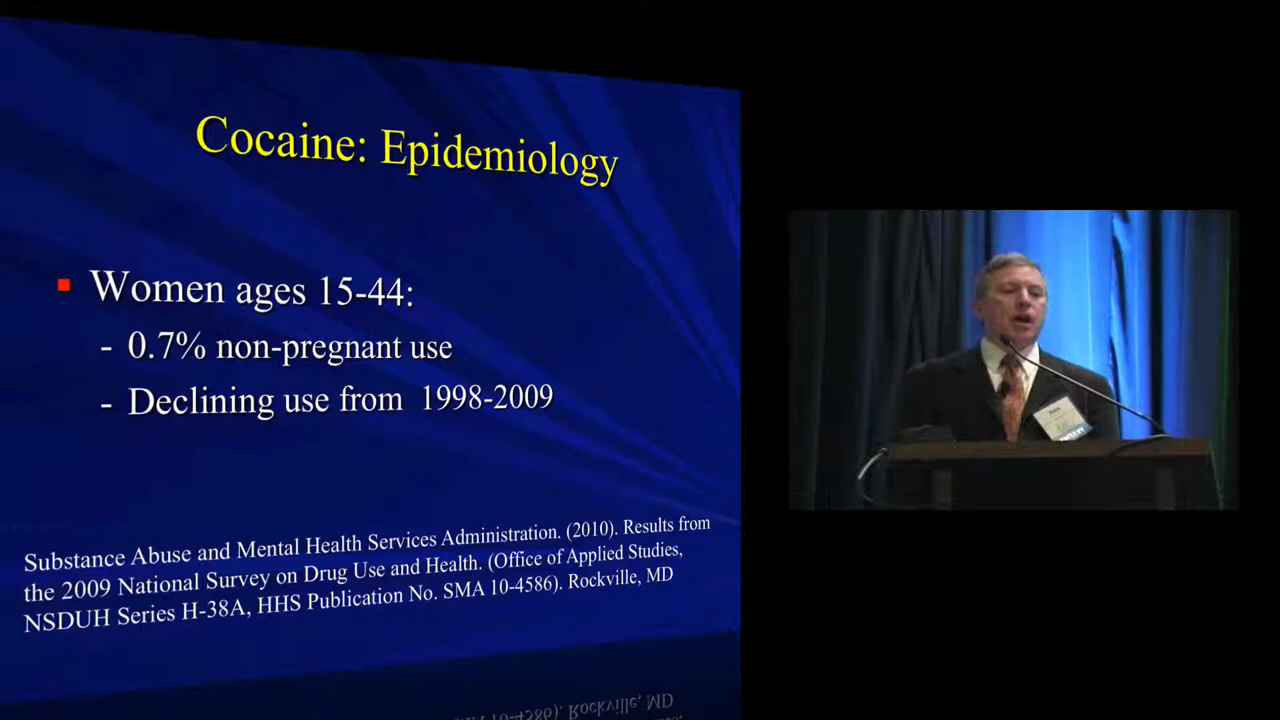 Cocaine: Epidemiology
Women ages 15-44:
- 0.7% non-pregnant use
- Declining use from 1998-2009
Substance Abuse and Mental Health Services Administration. (2010). Results from
the 2009 National Survey on Drug Use and Health. (Office of Applied Studies,
NSDUH Series H-38A, HHS Publication No. SMA 10-4586). Rockville, MD